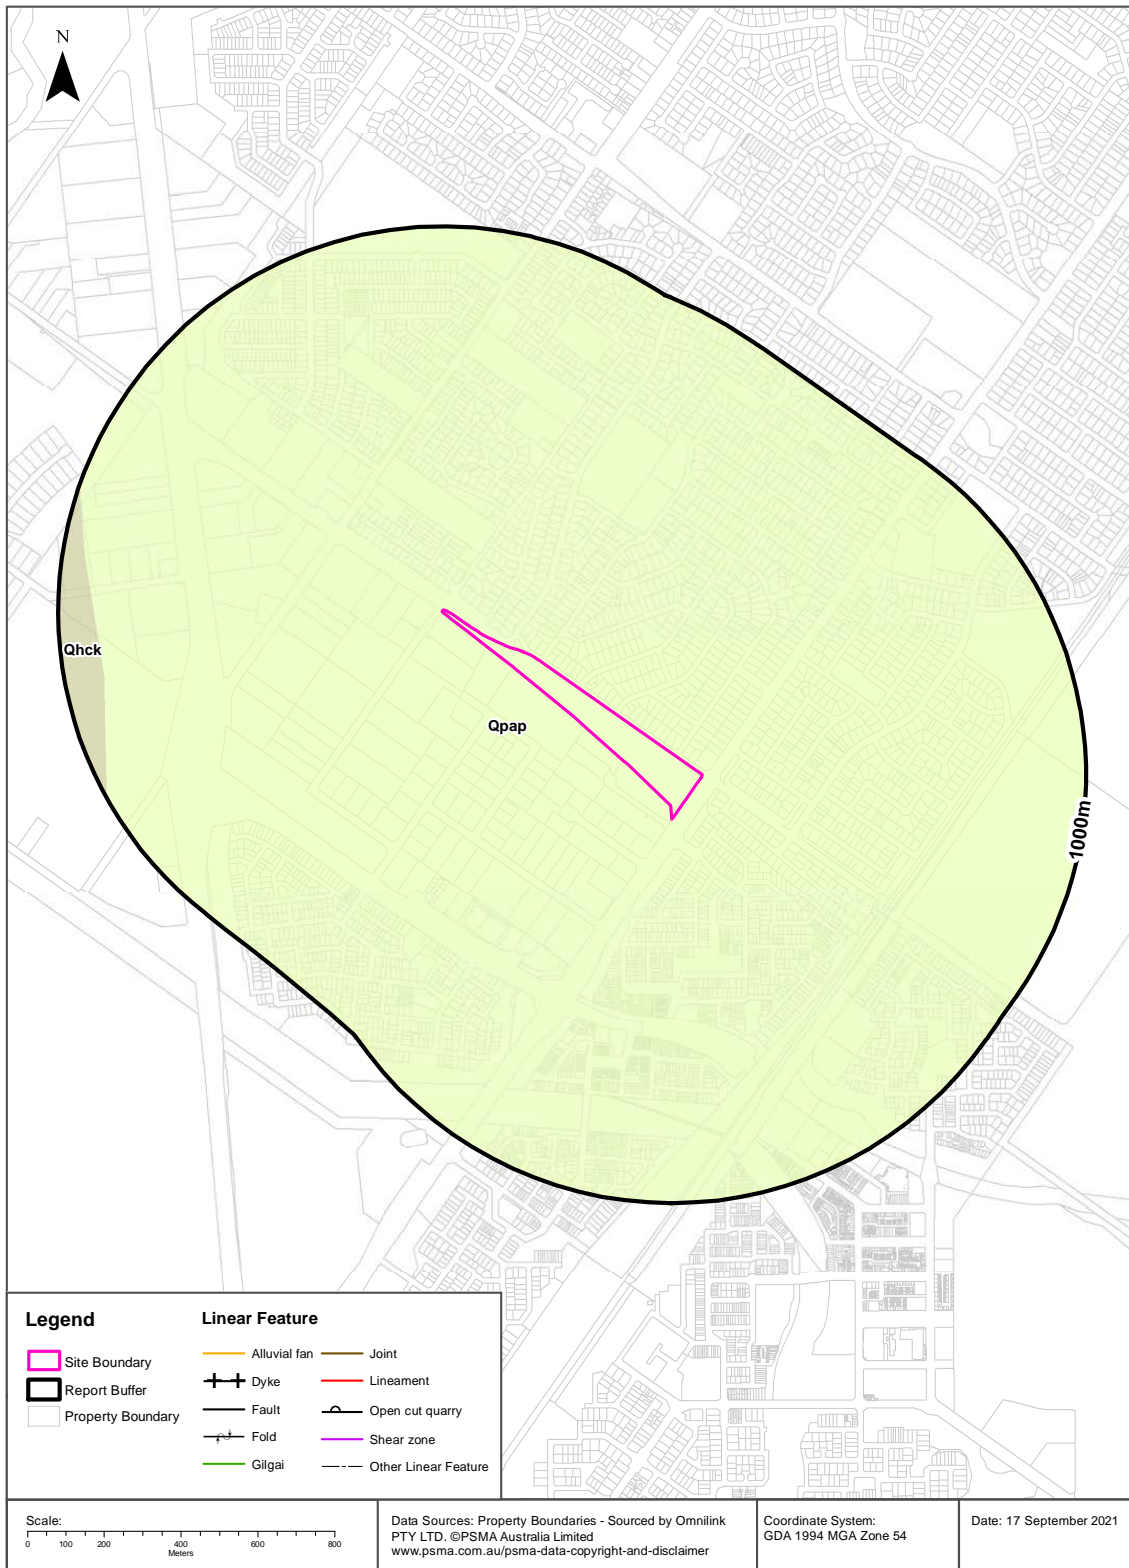 N
Qhck
Qpap
1000m
Legend
Site Boundary
Report Buffer
Property Boundary
Linear Feature
Alluvial fan
Dyke
Fault
Fold
Gilgai
Joint
Lineament
Open cut quarry
Shear zone
Other Linear Feature
Scale:
0 100 200 400 600 800
Meters
Data Sources: Property Boundaries - Sourced by Omnilink
PTY LTD. ©PSMA Australia Limited
www.psma.com.au/psma-data-copyright-and-disclaimer
Coordinate System:
GDA 1994 MGA Zone 54
Date: 17 September 2021